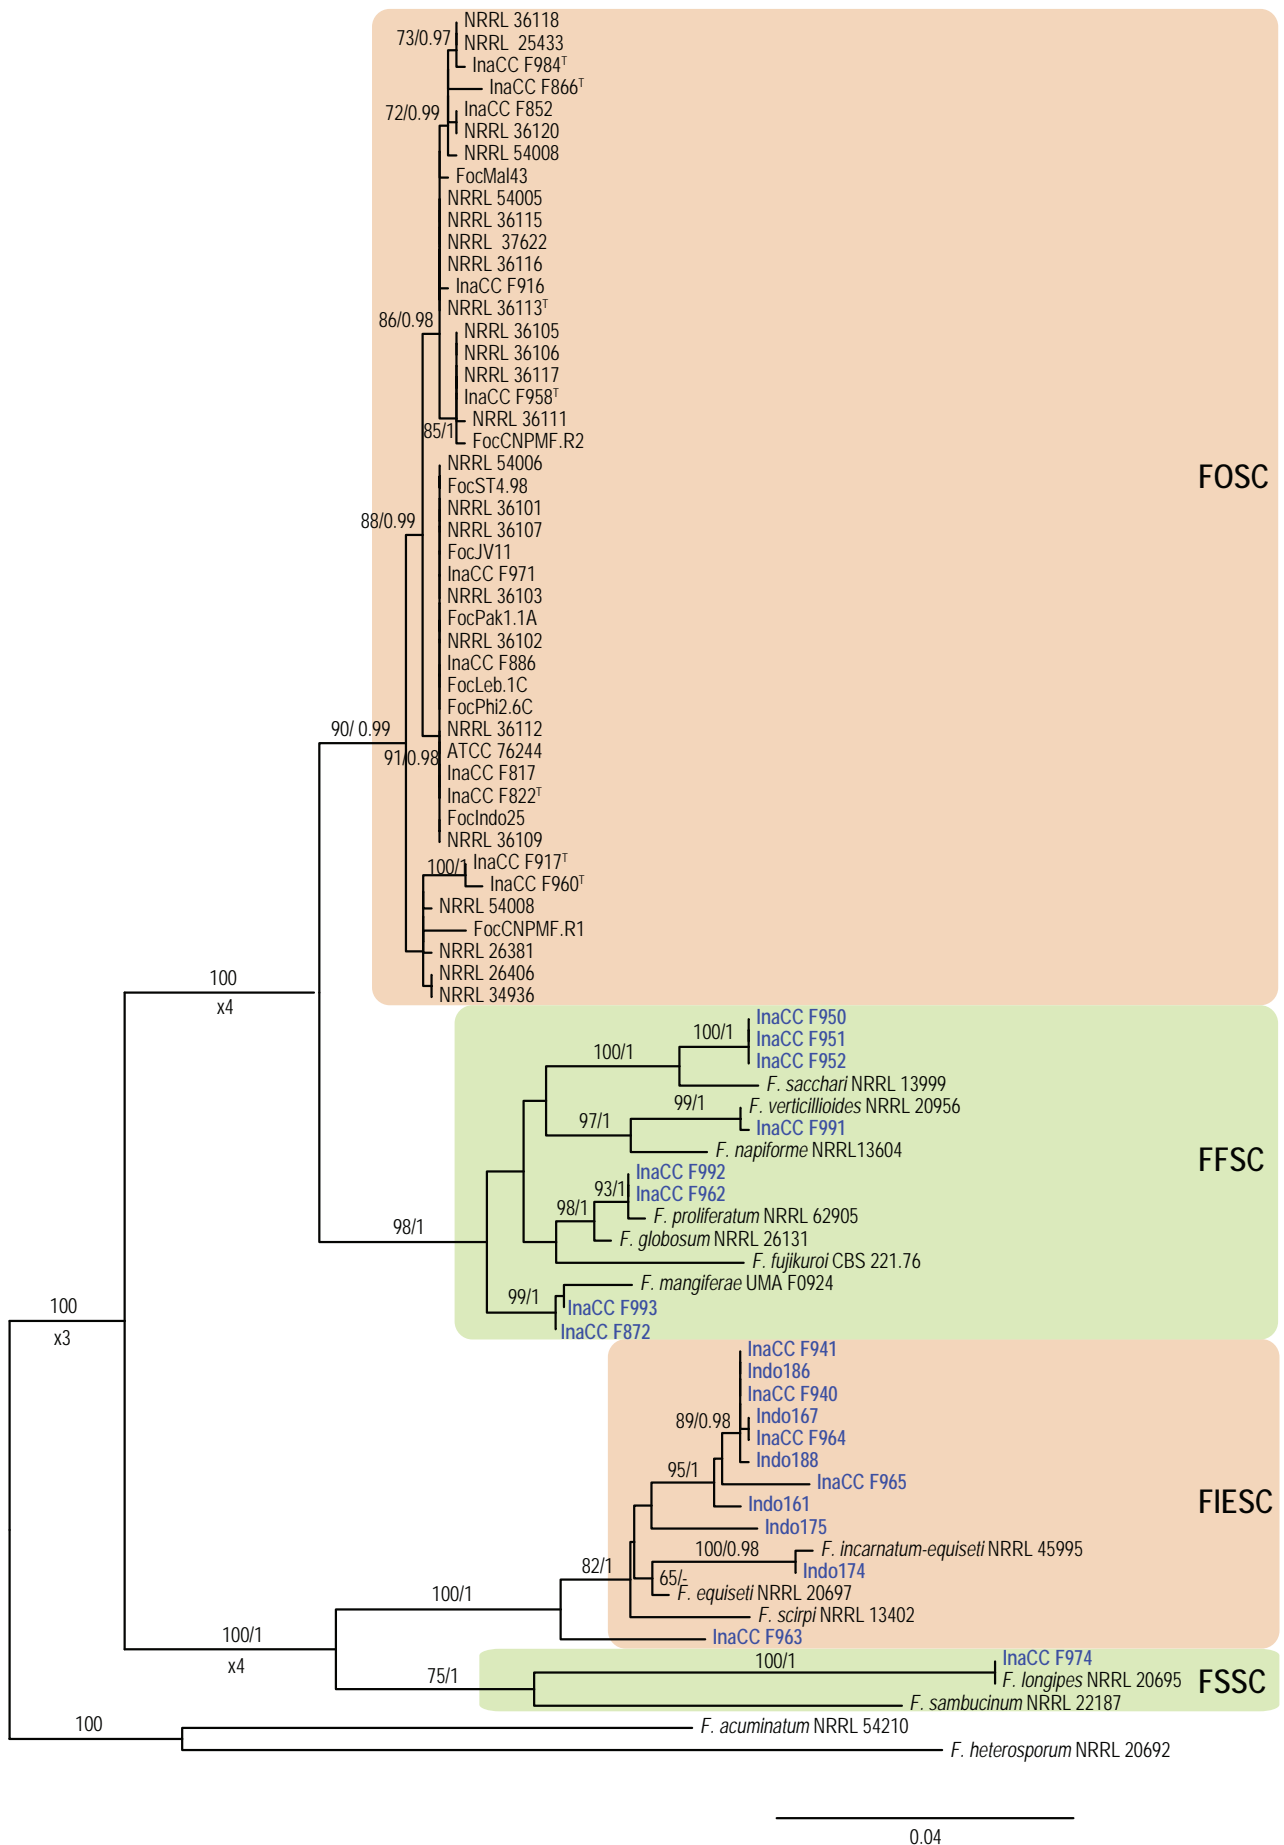 NRRL 36118
73/0.97
NRRL 25433
InaCC F984ᵀ
InaCC F866ᵀ
72/0.99
InaCC F852
NRRL 36120
NRRL 54008
FocMal43
NRRL 54005
NRRL 36115
NRRL 37622
NRRL 36116
InaCC F916
NRRL 36113ᵀ
86/0.98
NRRL 36105
NRRL 36106
NRRL 36117
InaCC F958ᵀ
NRRL 36111
85/1
FocCNPMF.R2
NRRL 54006
FOSC
FocST4.98
NRRL 36101
88/0.99
NRRL 36107
FocJV11
InaCC F971
NRRL 36103
FocPak1.1A
NRRL 36102
InaCC F886
FocLeb.1C
FocPhi2.6C
90/ 0.99
NRRL 36112
91/0.98
ATCC 76244
InaCC F817
InaCC F822ᵀ
FocIndo25
NRRL 36109
100/1
InaCC F917ᵀ
InaCC F960ᵀ
NRRL 54008
FocCNPMF.R1
NRRL 26381
NRRL 26406
100
x4
NRRL 34936
InaCC F950
100/1
InaCC F951
100/1
InaCC F952
F. sacchari NRRL 13999
99/1
F. verticillioides NRRL 20956
97/1
InaCC F991
F. napiforme NRRL13604
FFSC
InaCC F992
93/1
InaCC F962
98/1
F. proliferatum NRRL 62905
98/1
F. globosum NRRL 26131
F. fujikuroi CBS 221.76
F. mangiferae UMA F0924
99/1
InaCC F993
100
x3
InaCC F872
InaCC F941
Indo186
InaCC F940
89/0.98
Indo167
InaCC F964
Indo188
95/1
InaCC F965
Indo161
FIESC
Indo175
100/0.98
F. incarnatum-equiseti NRRL 45995
82/1
Indo174
65/-
F. equiseti NRRL 20697
100/1
F. scirpi NRRL 13402
100/1
x4
InaCC F963
100/1
InaCC F974
75/1
F. longipes NRRL 20695
FSSC
F. sambucinum NRRL 22187
100
F. acuminatum NRRL 54210
F. heterosporum NRRL 20692
0.04